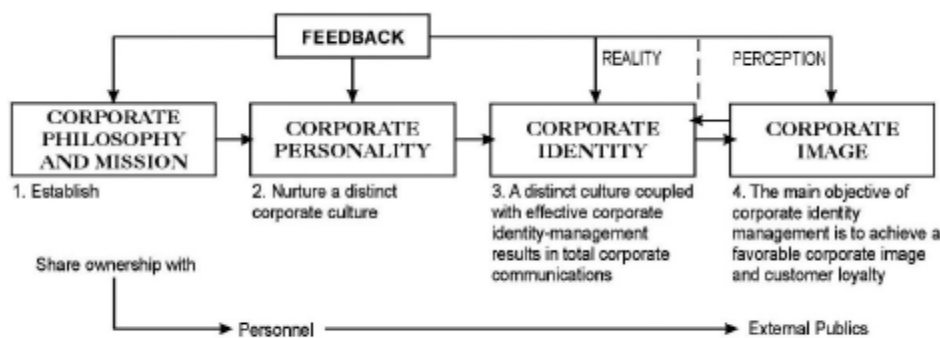 FEEDBACK
REALITY
PERCEPTION
CORPORATE
PHILOSOPHY
AND MISSION
CORPORATE
PERSONALITY
CORPORATE
IDENTITY
CORPORATE
IMAGE
1. Establish
2. Nurture a distinct
corporate culture
3. A distinct culture coupled
with effective corporate
identity-management
results in total corporate
communications
4. The main objective of
corporate identity
management is to achieve a
favorable corporate image
and customer loyalty
Share ownership with
Personnel
External Publics